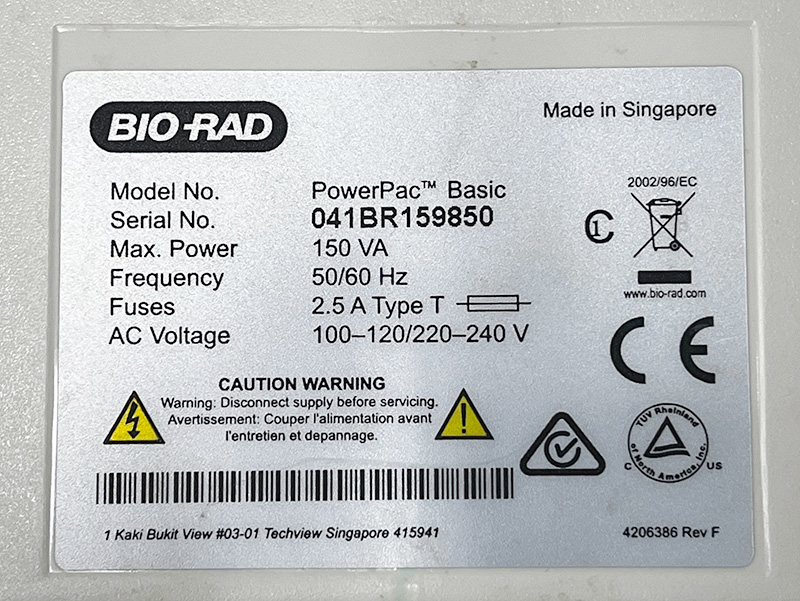 BIO-RAD
Made in Singapore
Model No. PowerPac™ Basic
Serial No. 041BR159850
Max. Power 150 VA
Frequency 50/60 Hz
Fuses 2.5 A Type T
AC Voltage 100–120/220–240 V
2002/96/EC
C1
www.bio-rad.com
CE
CAUTION WARNING
Warning: Disconnect supply before servicing.
Avertissement: Couper l'alimentation avant
l'entretien et depannage.
TÜV Rheinland
of North America, Inc.
C US
1 Kaki Bukit View #03-01 Techview Singapore 415941
4206386 Rev F